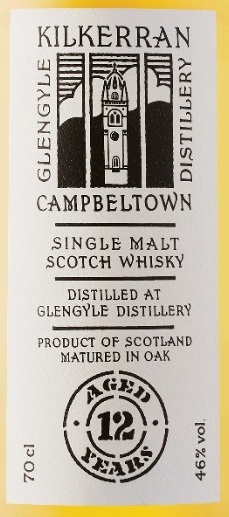 KILKERRAN
GLENGYLE
DISTILLERY
CAMPBELTOWN
SINGLE MALT
SCOTCH WHISKY
DISTILLED AT
GLENGYLE DISTILLERY
PRODUCT OF SCOTLAND
MATURED IN OAK
AGED
12
YEARS
70 cl
46% vol.